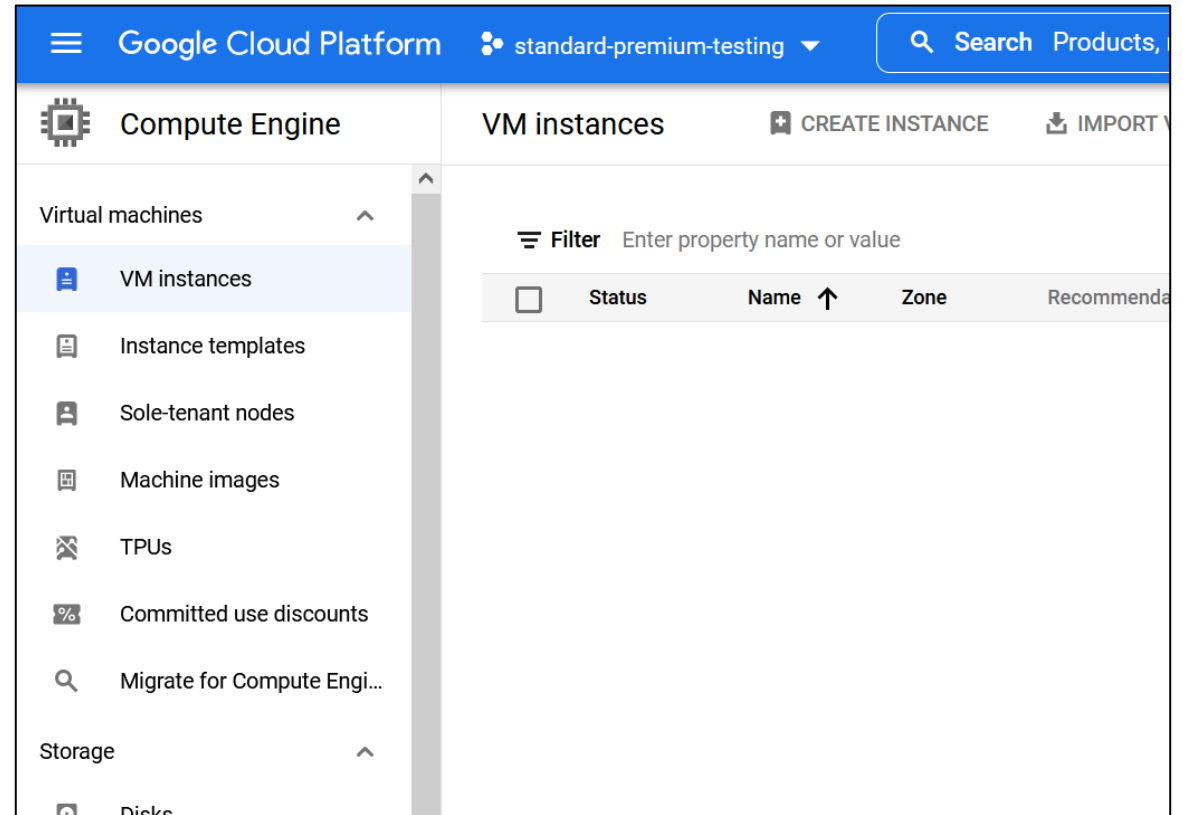 Google Cloud Platform standard-premium-testing Search Products,
Compute Engine
VM instances CREATE INSTANCE IMPORT
Virtual machines
VM instances
Instance templates
Sole-tenant nodes
Machine images
TPUs
Committed use discounts
Migrate for Compute Engi...
Storage
Disks
Filter Enter property name or value
Status Name Zone Recommenda